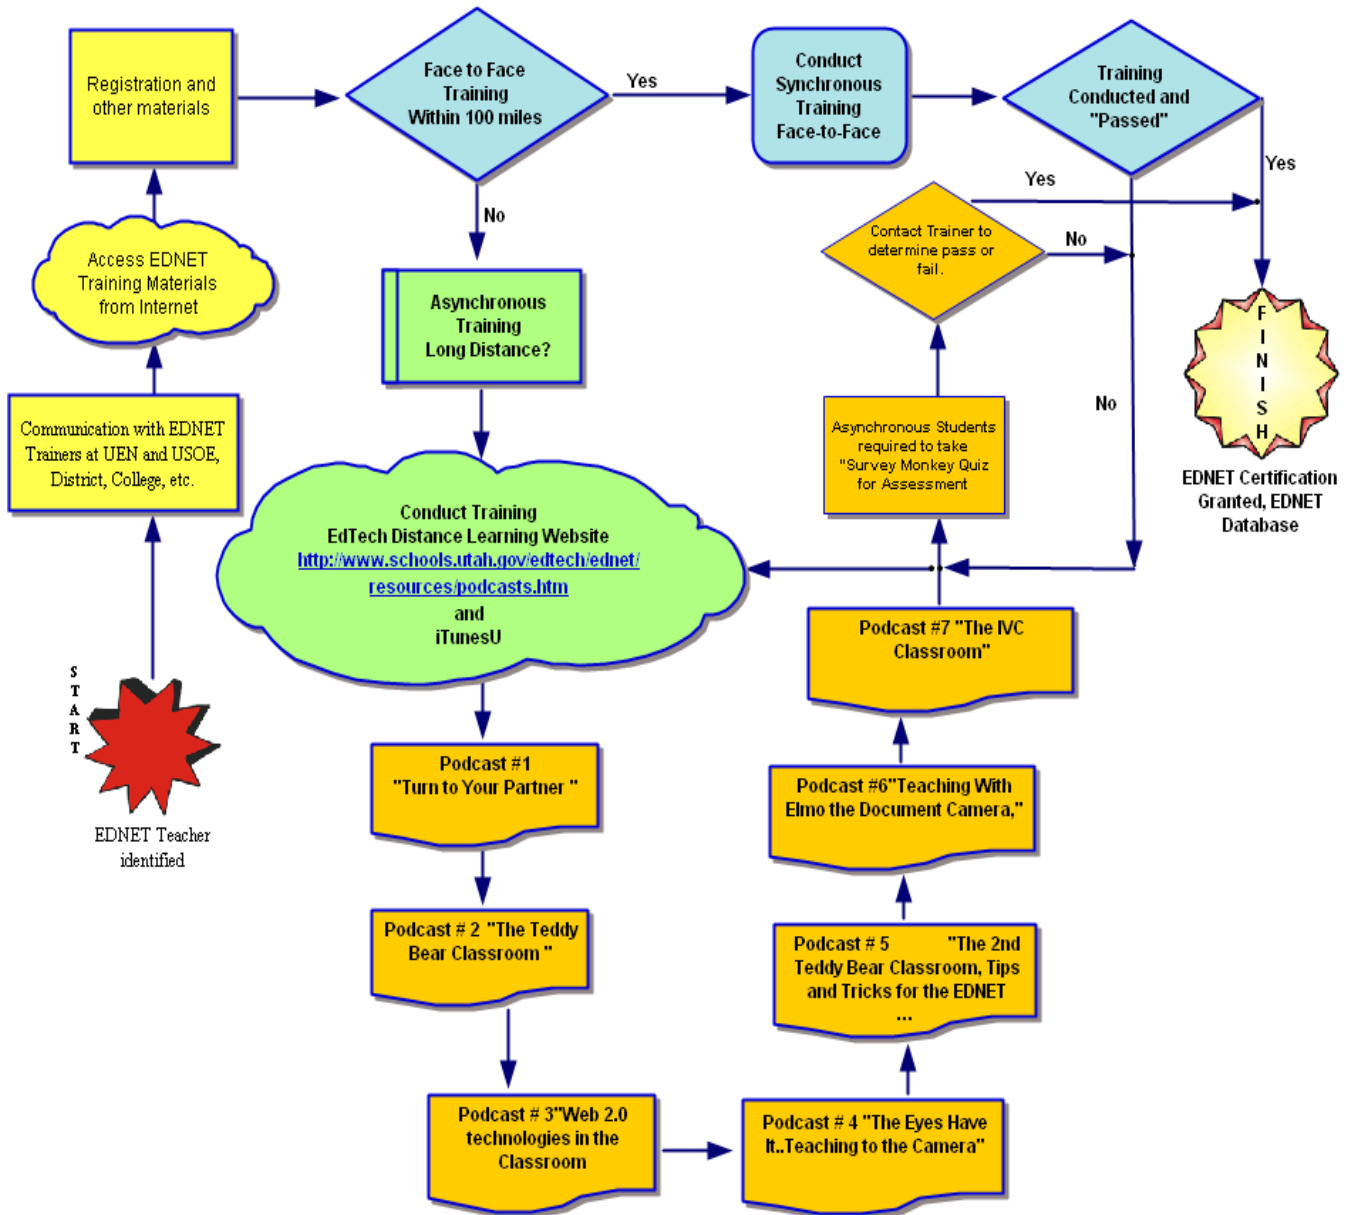 Registration and
other materials
Face to Face
Training
Within 100 miles
Yes
Conduct
Synchronous
Training
Face-to-Face
Training
Conducted and
"Passed"
Yes
No
Access EDNET
Training Materials
from Internet
Contact Trainer to
determine pass or
fail.
Yes
No
No
Asynchronous
Training
Long Distance?
FINISH
EDNET Certification
Granted, EDNET
Database
Communication with EDNET
Trainers at UEN and USOE,
District, College, etc.
Asynchronous Students
required to take
"Survey Monkey Quiz
for Assessment
Conduct Training
EdTech Distance Learning Website
http://www.schools.utah.gov/edtech/ednet/
resources/podcasts.htm
and
iTunesU
START
EDNET Teacher
identified
Podcast #1
"Turn to Your Partner "
Podcast # 2 "The Teddy
Bear Classroom "
Podcast # 3"Web 2.0
technologies in the
Classroom
Podcast # 4 "The Eyes Have
It..Teaching to the Camera"
Podcast # 5 "The 2nd
Teddy Bear Classroom, Tips
and Tricks for the EDNET
...
Podcast #6"Teaching With
Elmo the Document Camera,"
Podcast #7 "The IVC
Classroom"